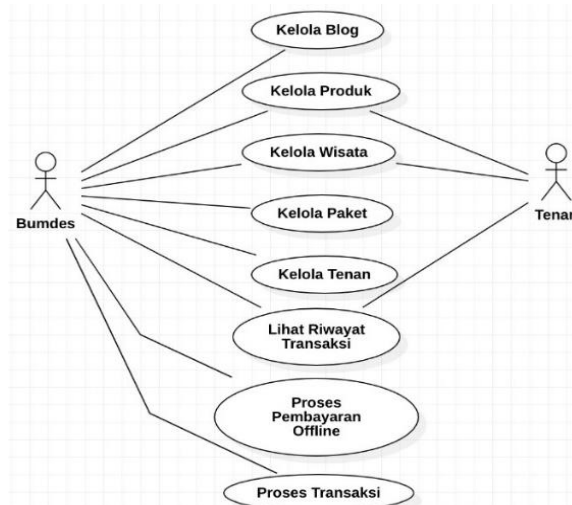 Kelola Blog
Kelola Produk
Kelola Wisata
Bumdes
Tenan
Kelola Paket
Kelola Tenan
Lihat Riwayat
Transaksi
Proses
Pembayaran
Offline
Proses Transaksi